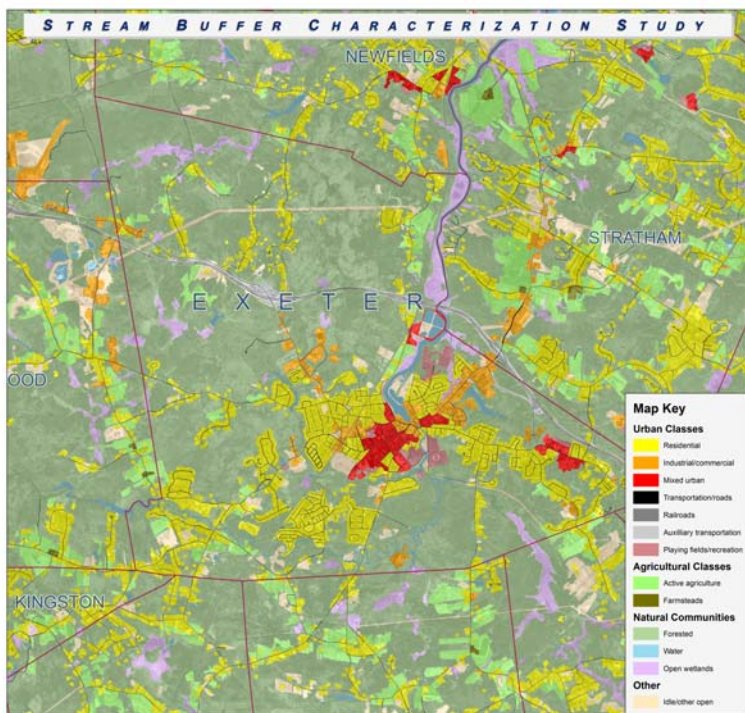 STREAM BUFFER CHARACTERIZATION STUDY
NEWFIELDS
STRATHAM
EXETER
OOD
KINGSTON
Map Key
Urban Classes
Residential
Industrial/commercial
Mixed urban
Transportation/roads
Railroads
Auxilliary transportation
Playing fields/recreation
Agricultural Classes
Active agriculture
Farmsteads
Natural Communities
Forested
Water
Open wetlands
Other
Idle/other open